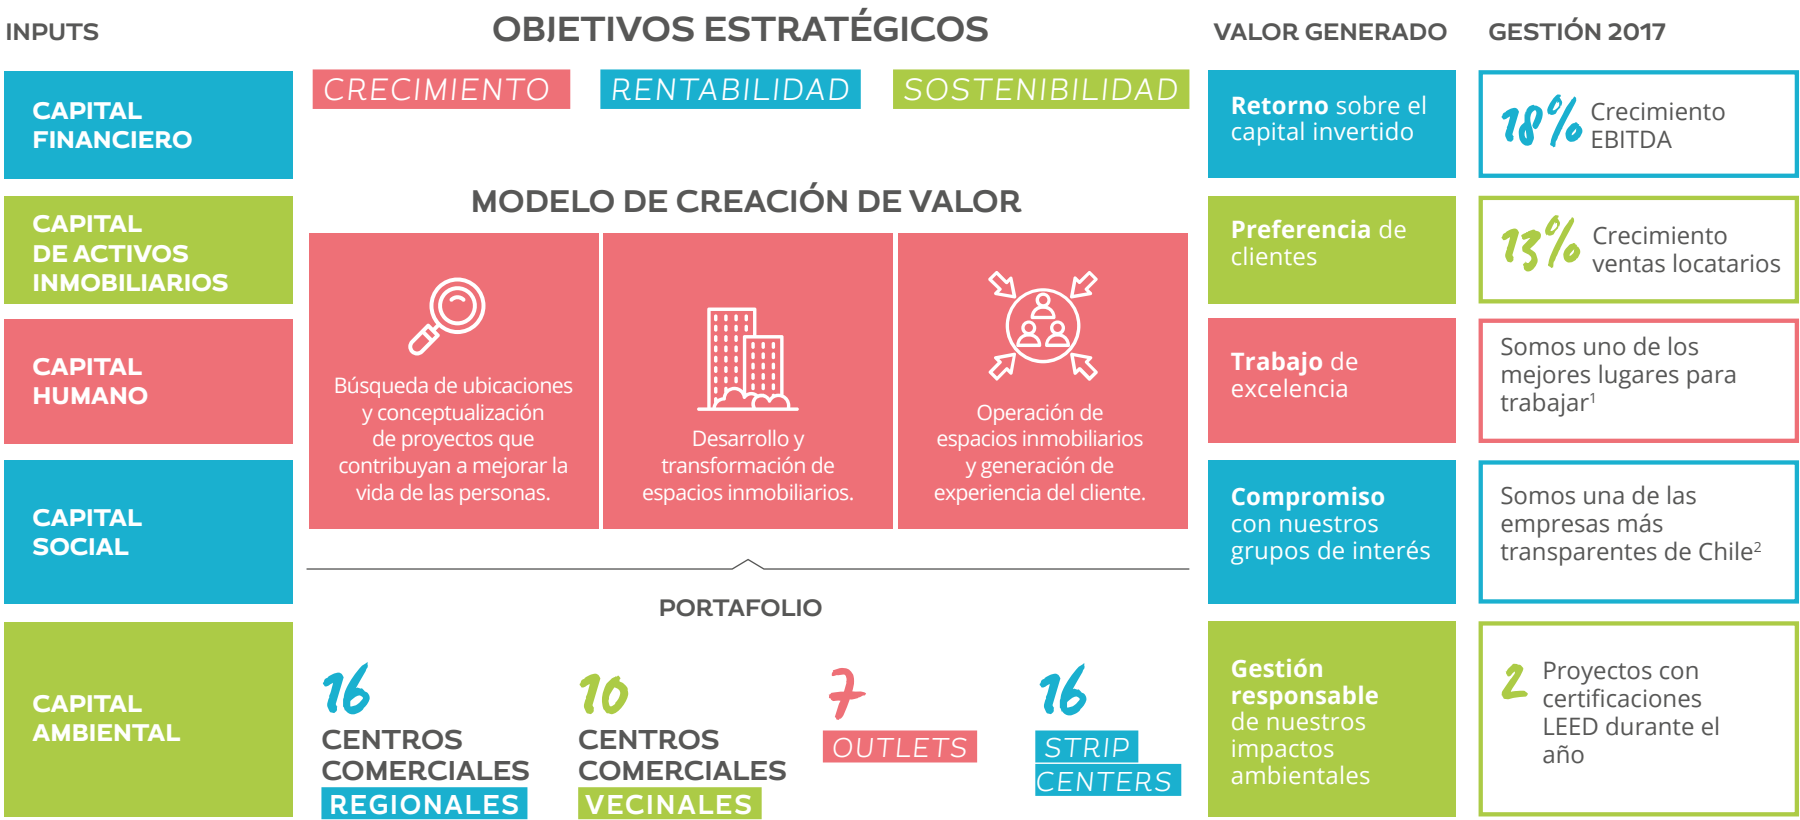 INPUTS
CAPITAL
FINANCIERO
CAPITAL
DE ACTIVOS
INMOBILIARIOS
CAPITAL
HUMANO
CAPITAL
SOCIAL
CAPITAL
AMBIENTAL
OBJETIVOS ESTRATÉGICOS
CRECIMIENTO
RENTABILIDAD
SOSTENIBILIDAD
MODELO DE CREACIÓN DE VALOR
Búsqueda de ubicaciones
y conceptualización
de proyectos que
contribuyan a mejorar la
vida de las personas.
Desarrollo y
transformación de
espacios inmobiliarios.
Operación de
espacios inmobiliarios
y generación de
experiencia del cliente.
PORTAFOLIO
16
CENTROS
COMERCIALES
REGIONALES
10
CENTROS
COMERCIALES
VECINALES
7
OUTLETS
16
STRIP
CENTERS
VALOR GENERADO
Retorno sobre el
capital invertido
Preferencia de
clientes
Trabajo de
excelencia
Compromiso
con nuestros
grupos de interés
Gestión
responsable
de nuestros
impactos
ambientales
GESTIÓN 2017
18% Crecimiento
EBITDA
13% Crecimiento
ventas locatarios
Somos uno de los
mejores lugares para
trabajar¹
Somos una de las
empresas más
transparentes de Chile²
2 Proyectos con
certificaciones
LEED durante el
año